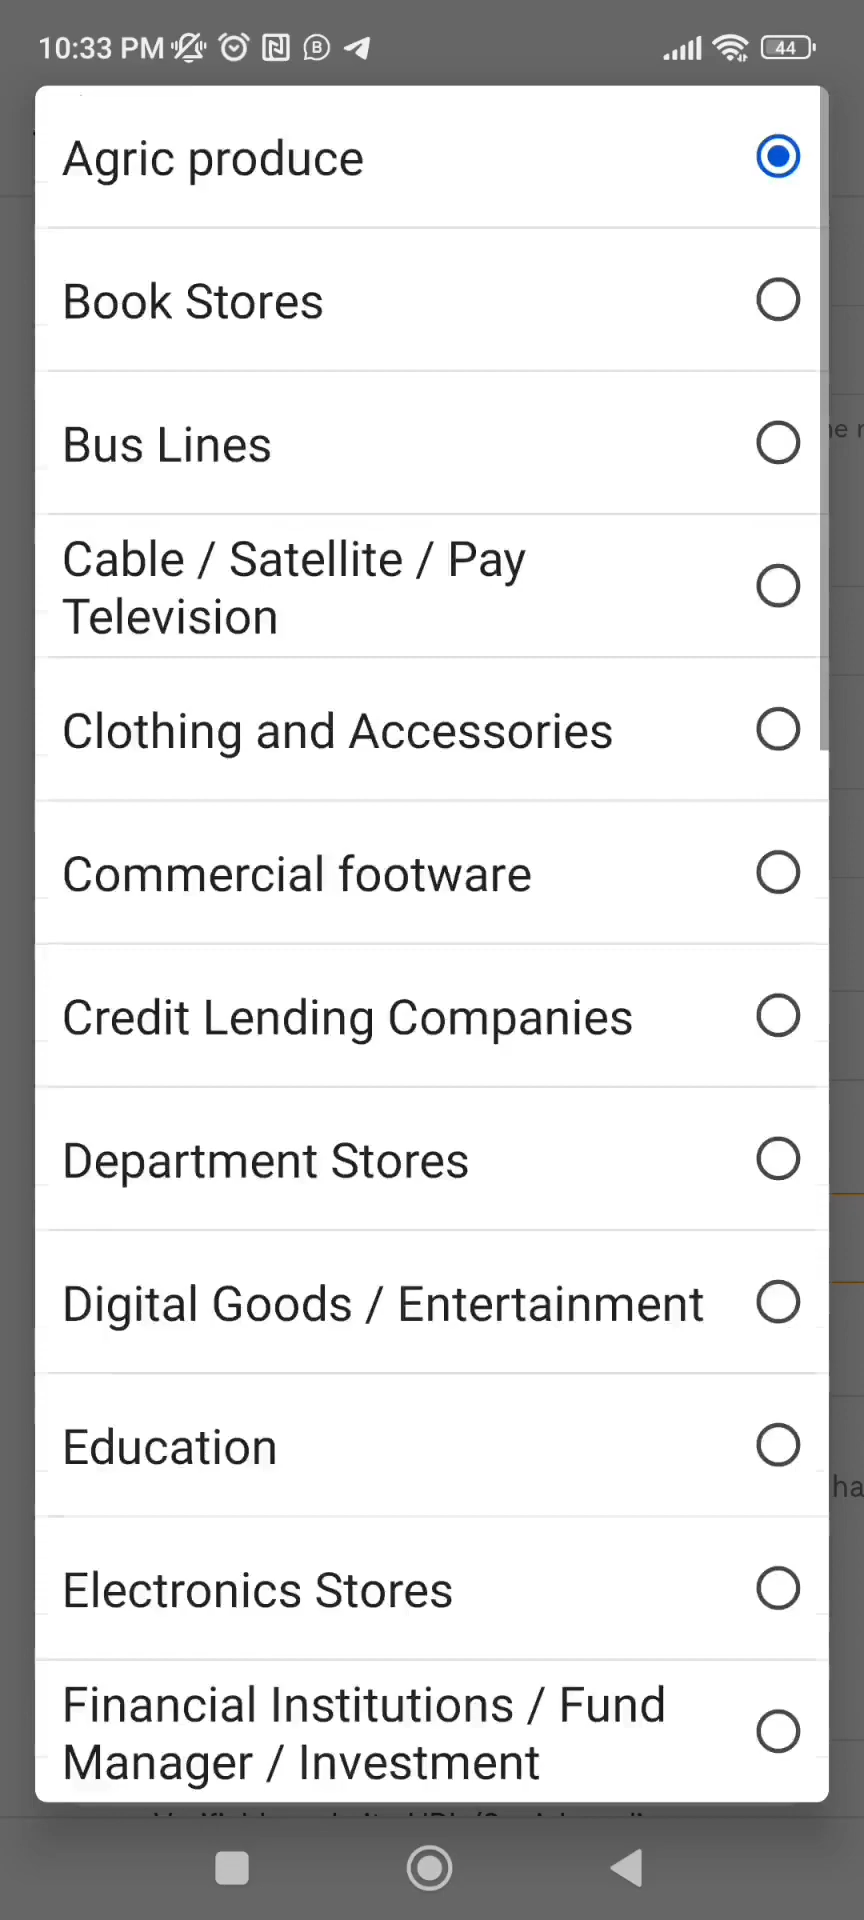 10:33 PM
44
Agric produce
Book Stores
Bus Lines
Cable / Satellite / Pay
Television
Clothing and Accessories
Commercial footware
Credit Lending Companies
Department Stores
Digital Goods / Entertainment
Education
Electronics Stores
Financial Institutions / Fund
Manager / Investment